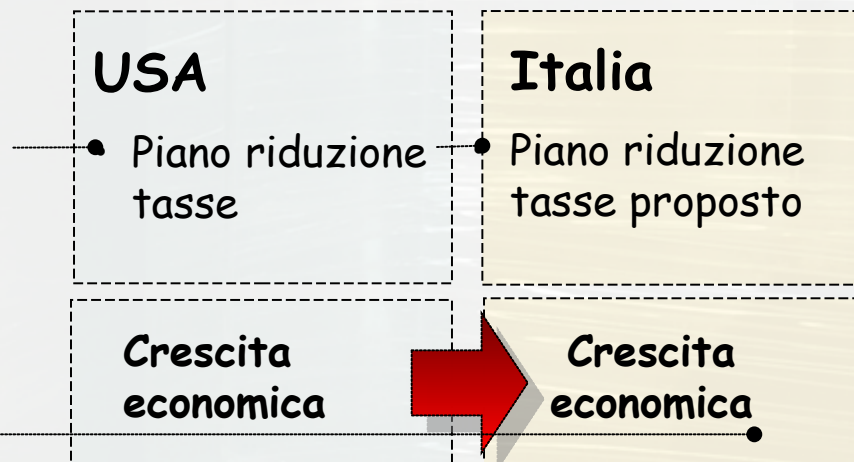 USA
Piano riduzione
tasse
Italia
Piano riduzione
tasse proposto
Crescita
economica
Crescita
economica